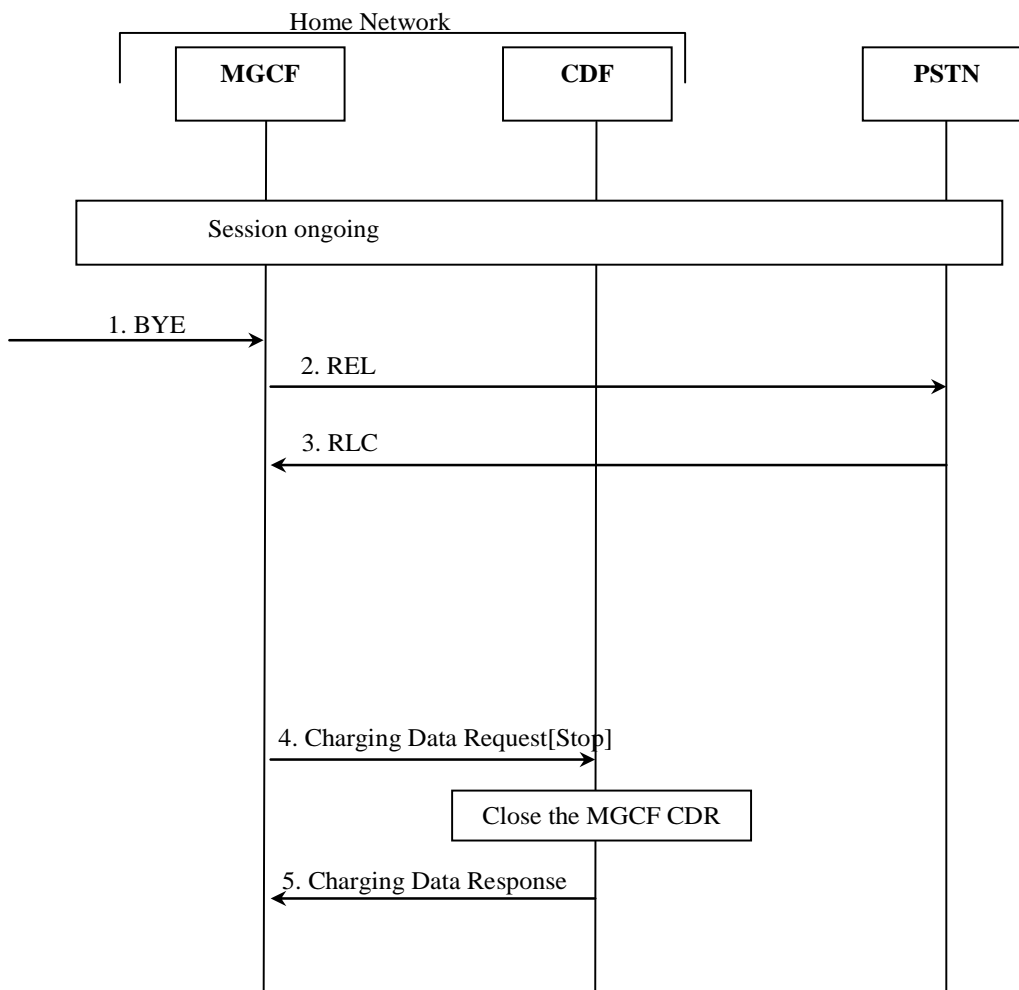 Home Network
MGCF
CDF
PSTN
Session ongoing
1. BYE
2. REL
3. RLC
4. Charging Data Request[Stop]
Close the MGCF CDR
5. Charging Data Response